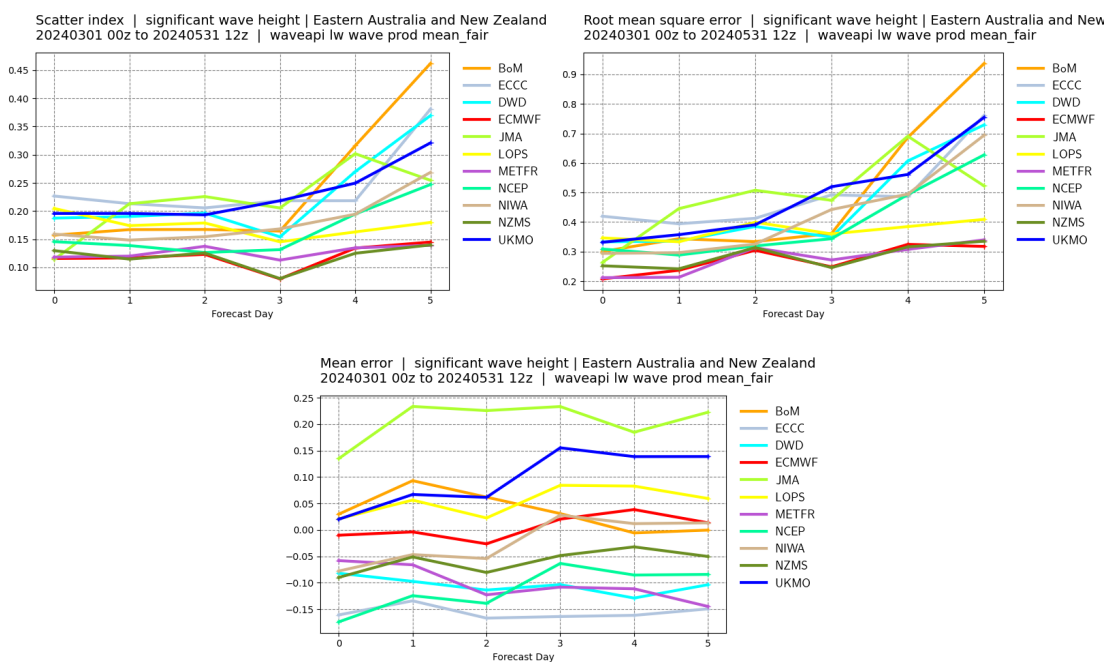 Scatter index | significant wave height | Eastern Australia and New Zealand
20240301 00z to 20240531 12z | waveapi lw wave prod mean_fair
0.45
0.40
0.35
0.30
0.25
0.20
0.15
0.10
0 1 2 3 4 5
Forecast Day
BoM
ECCC
DWD
ECMWF
JMA
LOPS
METFR
NCEP
NIWA
NZMS
UKMO
Root mean square error | significant wave height | Eastern Australia and New
20240301 00z to 20240531 12z | waveapi lw wave prod mean_fair
0.9
0.8
0.7
0.6
0.5
0.4
0.3
0.2
0 1 2 3 4 5
Forecast Day
BoM
ECCC
DWD
ECMWF
JMA
LOPS
METFR
NCEP
NIWA
NZMS
UKMO
Mean error | significant wave height | Eastern Australia and New Zealand
20240301 00z to 20240531 12z | waveapi lw wave prod mean_fair
0.25
0.20
0.15
0.10
0.05
0.00
−0.05
−0.10
−0.15
0 1 2 3 4 5
Forecast Day
BoM
ECCC
DWD
ECMWF
JMA
LOPS
METFR
NCEP
NIWA
NZMS
UKMO